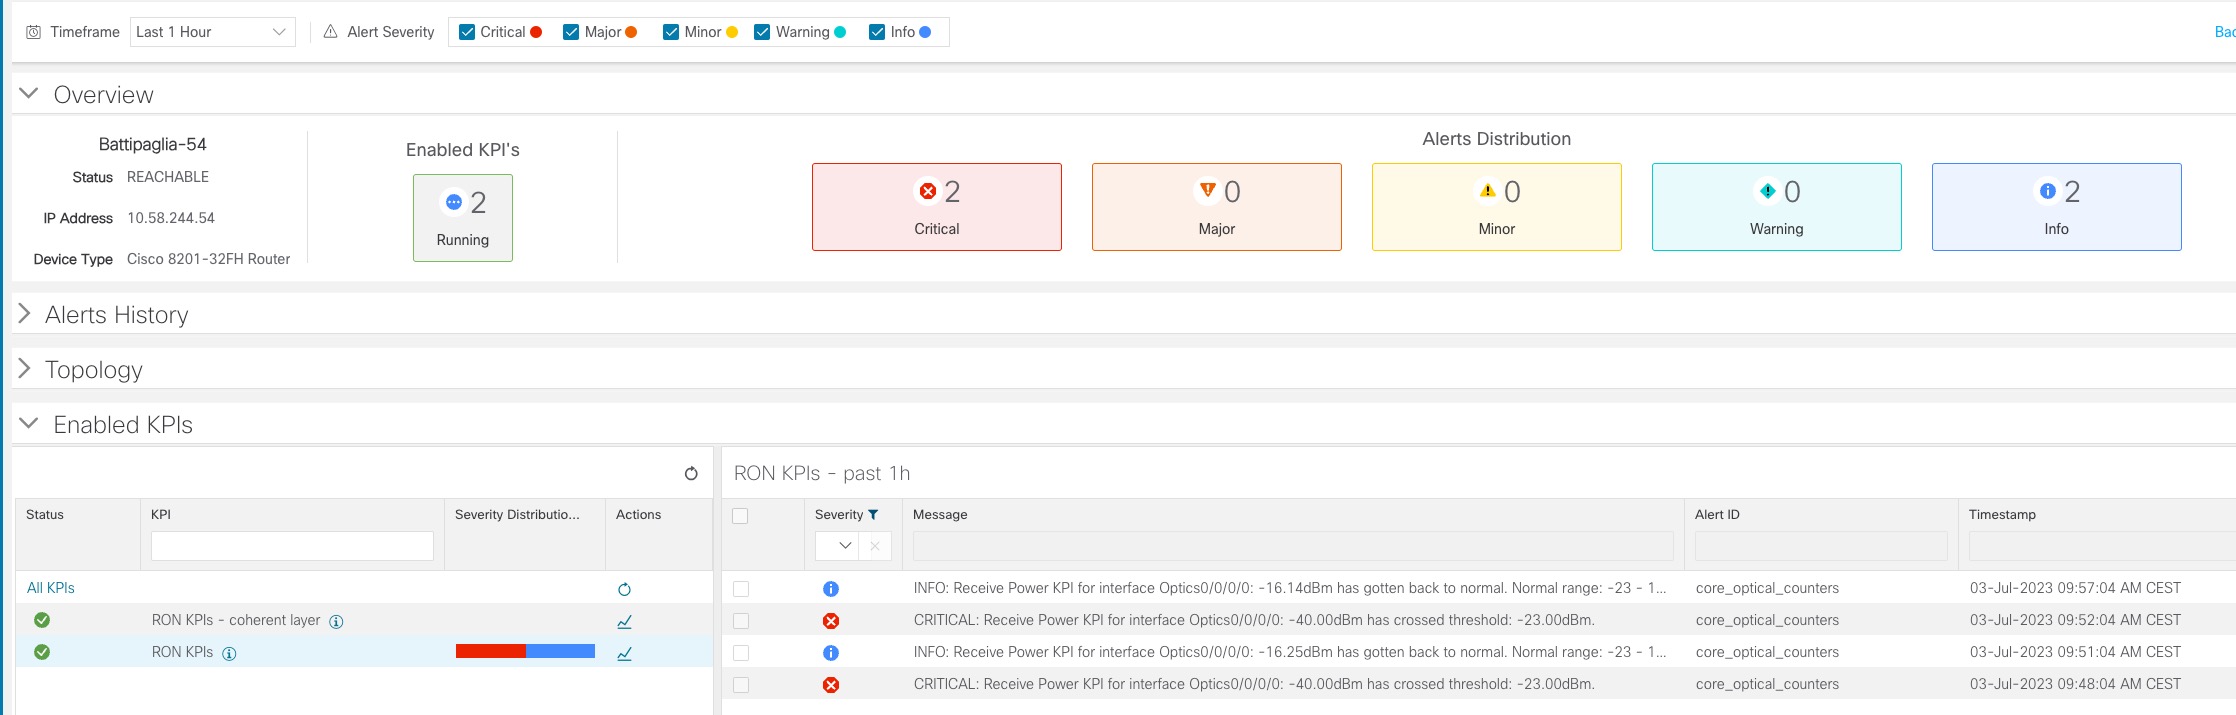 Timeframe Last 1 Hour Alert Severity Critical Major Minor Warning Info Bac
Overview
Battipaglia-54
Status REACHABLE
IP Address 10.58.244.54
Device Type Cisco 8201-32FH Router
Enabled KPI's
2
Running
Alerts Distribution
2
Critical
0
Major
0
Minor
0
Warning
2
Info
Alerts History
Topology
Enabled KPIs
Status KPI Severity Distributio... Actions
All KPIs
RON KPIs - coherent layer
RON KPIs
RON KPIs - past 1h
Severity Message Alert ID Timestamp
INFO: Receive Power KPI for interface Optics0/0/0/0: -16.14dBm has gotten back to normal. Normal range: -23 - 1... core_optical_counters 03-Jul-2023 09:57:04 AM CEST
CRITICAL: Receive Power KPI for interface Optics0/0/0/0: -40.00dBm has crossed threshold: -23.00dBm. core_optical_counters 03-Jul-2023 09:52:04 AM CEST
INFO: Receive Power KPI for interface Optics0/0/0/0: -16.25dBm has gotten back to normal. Normal range: -23 - 1... core_optical_counters 03-Jul-2023 09:51:04 AM CEST
CRITICAL: Receive Power KPI for interface Optics0/0/0/0: -40.00dBm has crossed threshold: -23.00dBm. core_optical_counters 03-Jul-2023 09:48:04 AM CEST